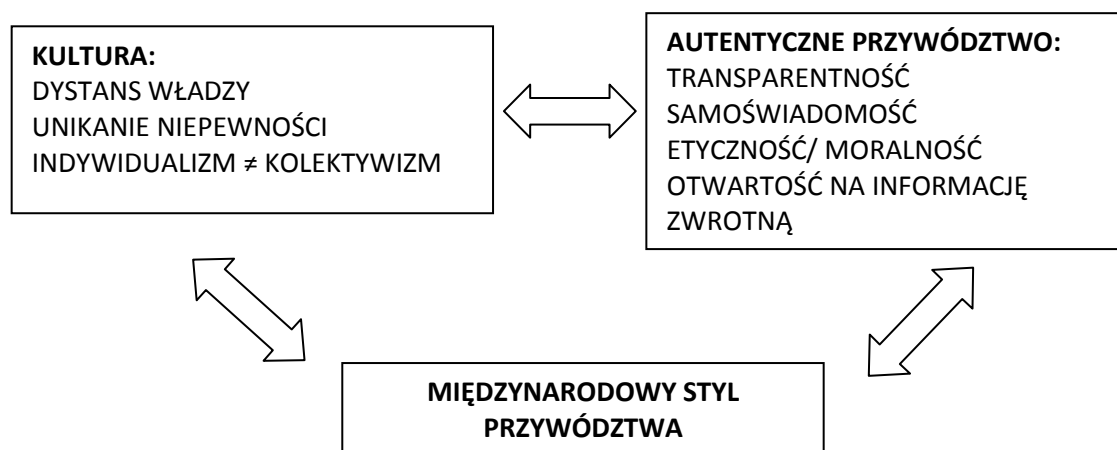 KULTURA:
DYSTANS WŁADZY
UNIKANIE NIEPEWNOŚCI
INDYWIDUALIZM ≠ KOLEKTYWIZM
AUTENTYCZNE PRZYWÓDZTWO:
TRANSPARENTNOŚĆ
SAMOŚWIADOMOŚĆ
ETYCZNOŚĆ/ MORALNOŚĆ
OTWARTOŚĆ NA INFORMACJĘ
ZWROTNĄ
MIĘDZYNARODOWY STYL
PRZYWÓDZTWA